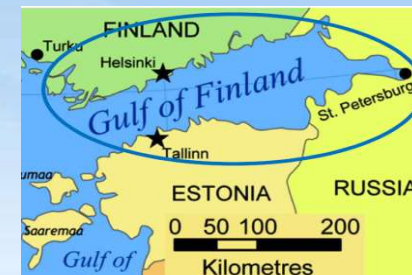 FINLAND
Turku
Helsinki
Gulf of Finland
St. Petersburg
Tallinn
umaa
ESTONIA
RUSSIA
Saaremaa
0 50 100 200
Gulf of
Kilometres